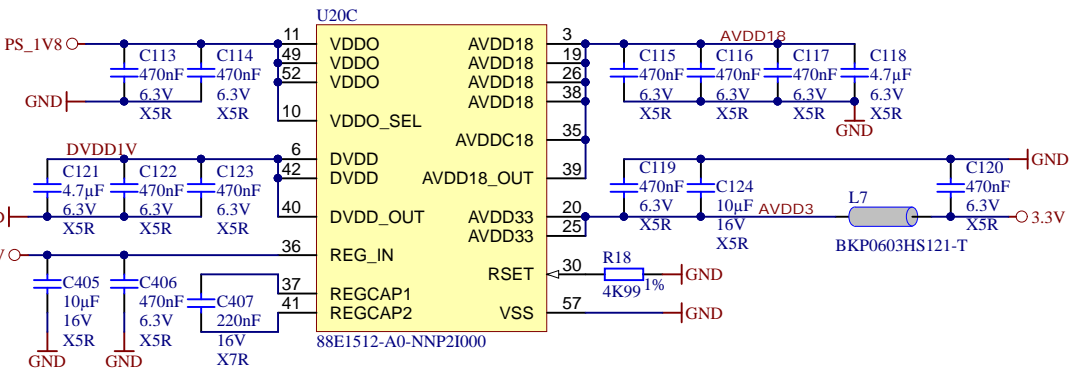 U20C
PS_1V8
11
VDDO
AVDD18
3
AVDD18
49
VDDO
AVDD18
19
52
VDDO
AVDD18
26
AVDD18
38
10
VDDO_SEL
AVDDC18
35
6
DVDD
42
DVDD
AVDD18_OUT
39
40
DVDD_OUT
AVDD33
20
AVDD33
25
36
REG_IN
RSET
30
37
REGCAP1
41
REGCAP2
VSS
57
88E1512-A0-NNP2I000
C113
470nF
6.3V
X5R
C114
470nF
6.3V
X5R
GND
C115
470nF
6.3V
X5R
C116
470nF
6.3V
X5R
C117
470nF
6.3V
X5R
C118
4.7µF
6.3V
X5R
GND
DVDD1V
C121
4.7µF
6.3V
X5R
C122
470nF
6.3V
X5R
C123
470nF
6.3V
X5R
C119
470nF
6.3V
X5R
C124
10µF
16V
X5R
AVDD3
L7
BKP0603HS121-T
C120
470nF
6.3V
X5R
GND
3.3V
C405
10µF
16V
X5R
GND
C406
470nF
6.3V
X5R
GND
C407
220nF
16V
X7R
R18
4K99
1%
GND
GND